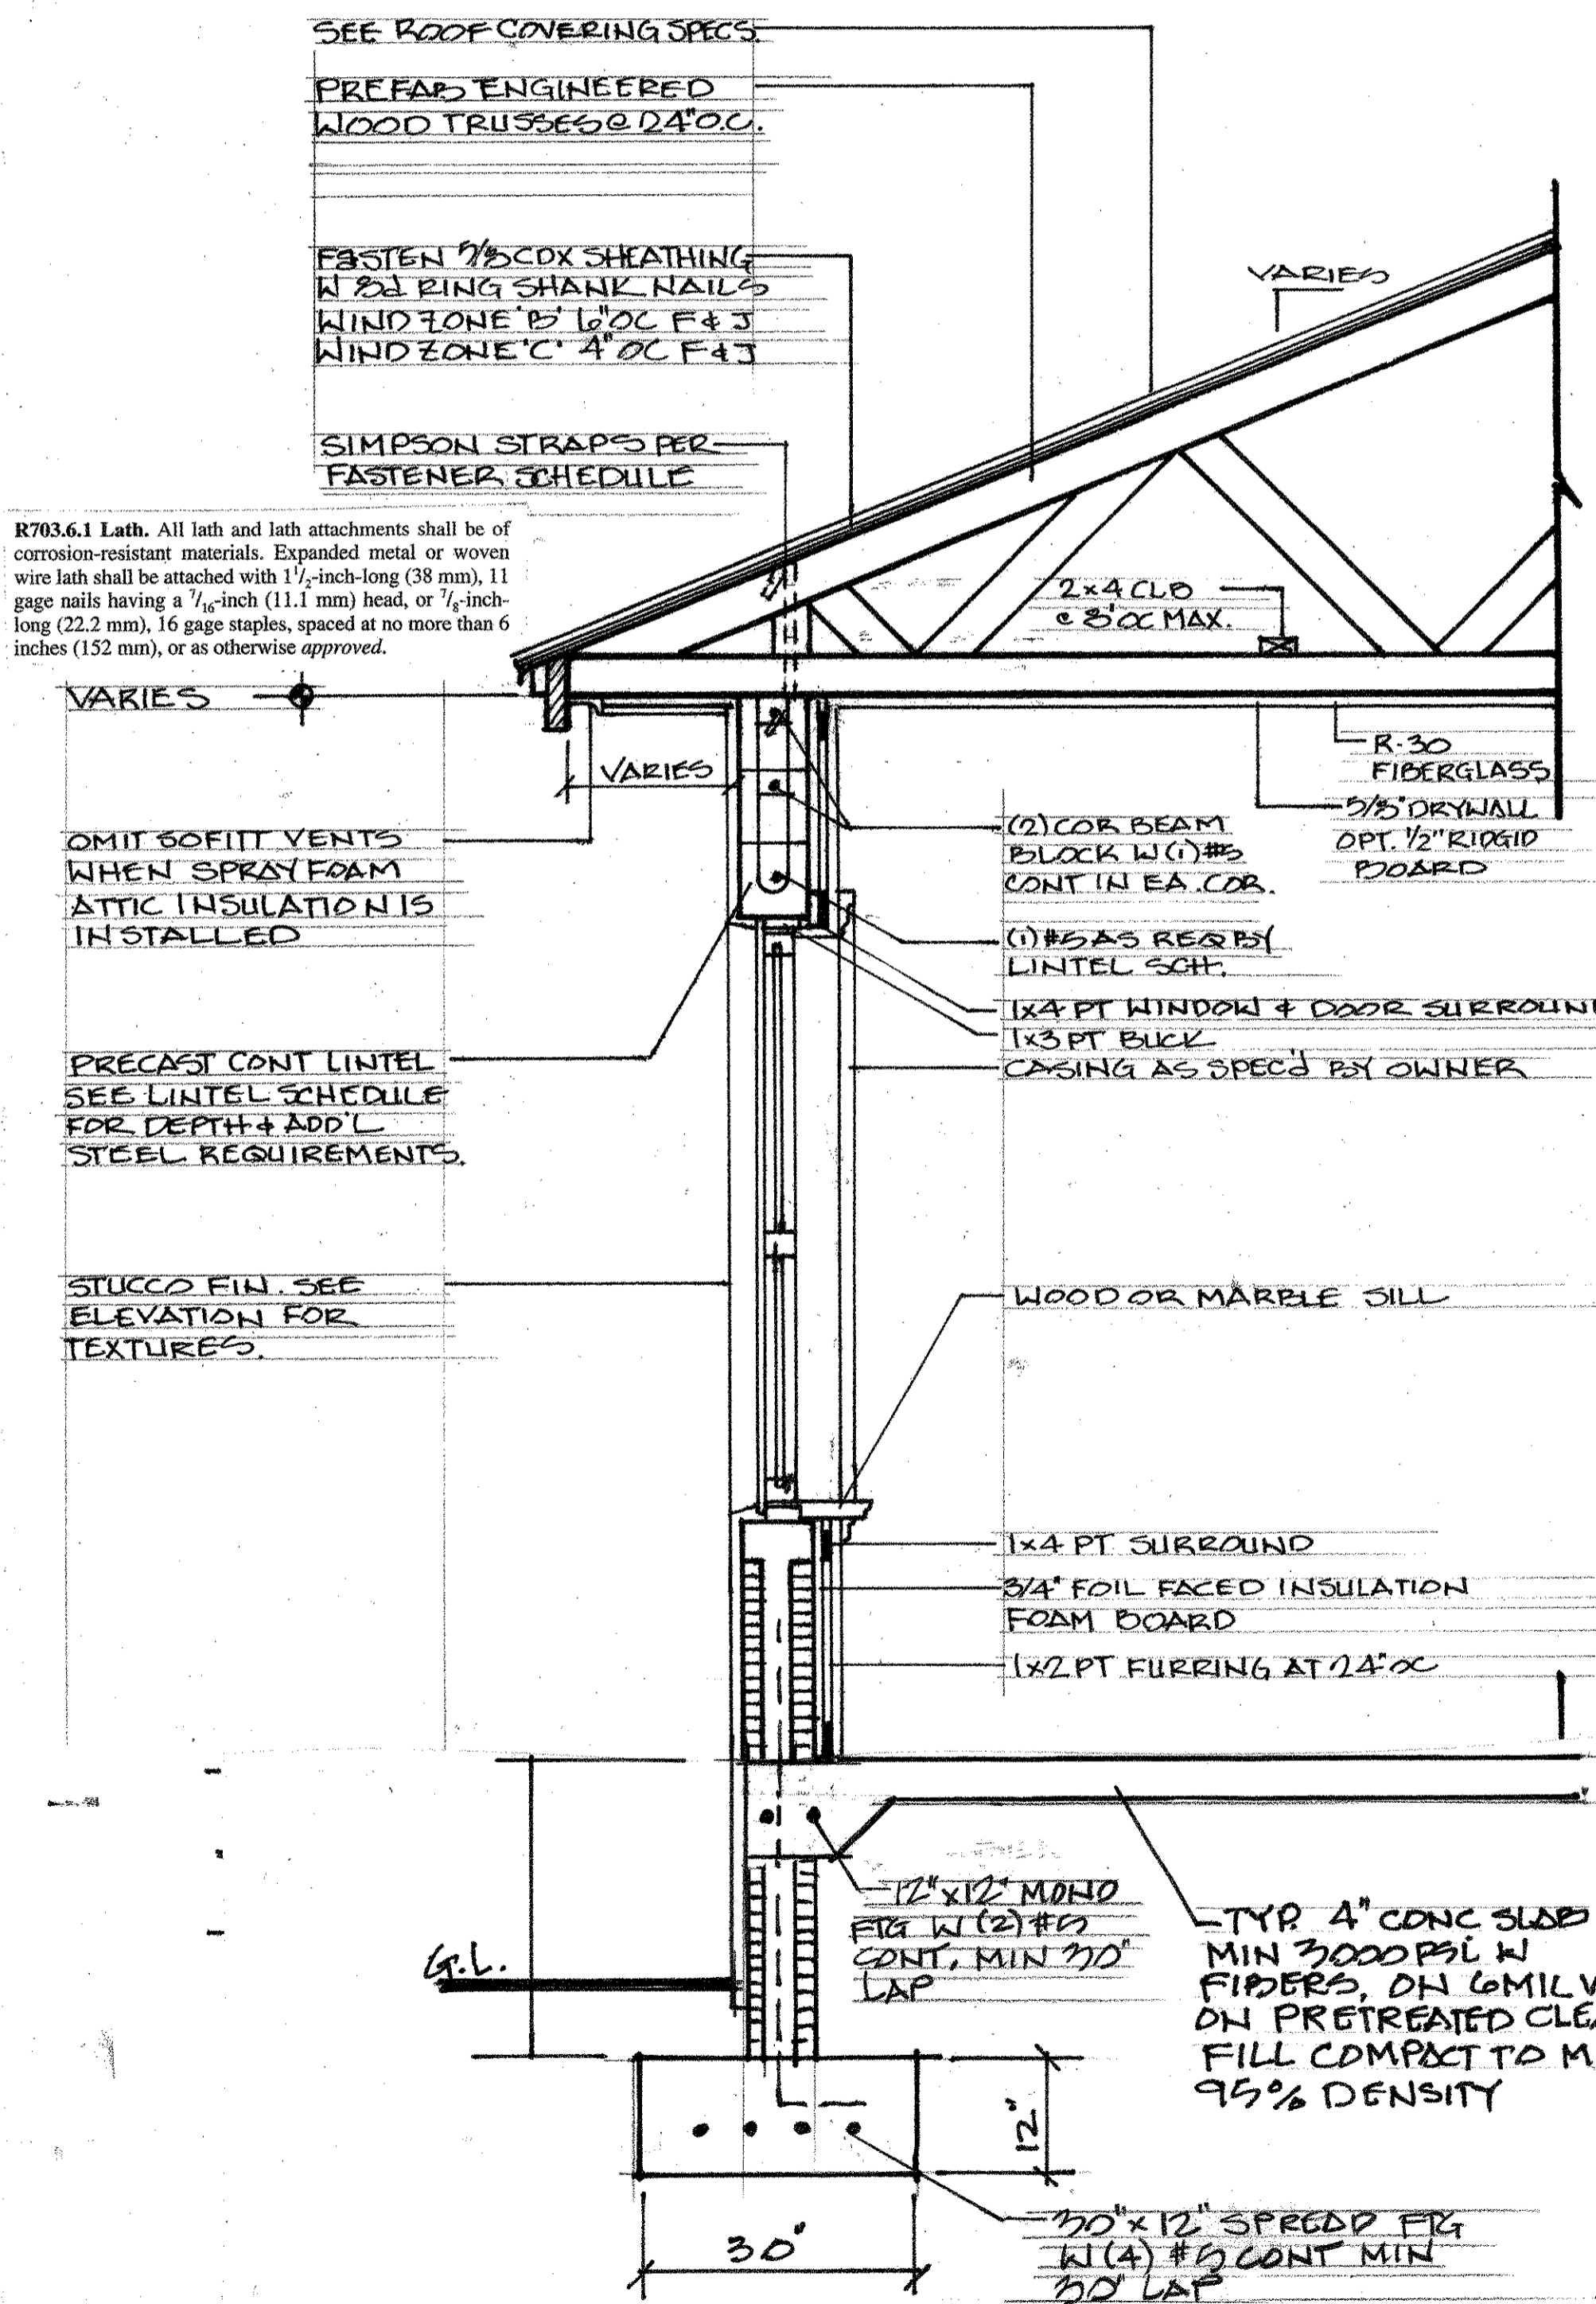 SEE ROOF COVERING SPECS.
PREFAB ENGINEERED
WOOD TRUSSES @ 24" O.C.
FASTEN 5/8 CDX SHEATHING
W 8d RING SHANK NAILS
WIND ZONE 'B' 6" OC F & J
WIND ZONE 'C' 4" OC F & J
SIMPSON STRAPS PER
FASTENER SCHEDULE
VARIES
R703.6.1 Lath. All lath and lath attachments shall be of
corrosion-resistant materials. Expanded metal or woven
wire lath shall be attached with 1 1/2-inch-long (38 mm), 11
gage nails having a 7/16-inch (11.1 mm) head, or 7/8-inch-
long (22.2 mm), 16 gage staples, spaced at no more than 6
inches (152 mm), or as otherwise approved.
2x4 CLB
@ 8' OC MAX.
VARIES
VARIES
R-30
FIBERGLASS
5/8" DRYWALL
OPT. 1/2" RIDGID
BOARD
OMIT SOFITT VENTS
WHEN SPRAY FOAM
ATTIC INSULATION IS
INSTALLED
(2) COR BEAM
BLOCK W (1) #5
CONT IN EA. COR.
(1) #5 AS REQ BY
LINTEL SCH.
1x4 PT WINDOW & DOOR SURROUN
1x3 PT BUCK
CASING AS SPEC'd BY OWNER
PRECAST CONT LINTEL
SEE LINTEL SCHEDULE
FOR DEPTH & ADD'L
STEEL REQUIREMENTS.
STUCCO FIN. SEE
ELEVATION FOR
TEXTURES.
WOOD OR MARBLE SILL
1x4 PT SURROUND
3/4" FOIL FACED INSULATION
FOAM BOARD
1x2 PT FURRING AT 24" OC
12" x 12" MONO
FTG W (2) #5
CONT, MIN 30"
LAP
G.L.
TYP. 4" CONC SLAB
MIN 3000 PSI W
FIBERS, ON 6 MIL V
ON PRETREATED CLEA
FILL COMPACT TO M
95% DENSITY
12"
30"
30" x 12" SPREAD FTG
W (4) #5 CONT MIN
30" LAP